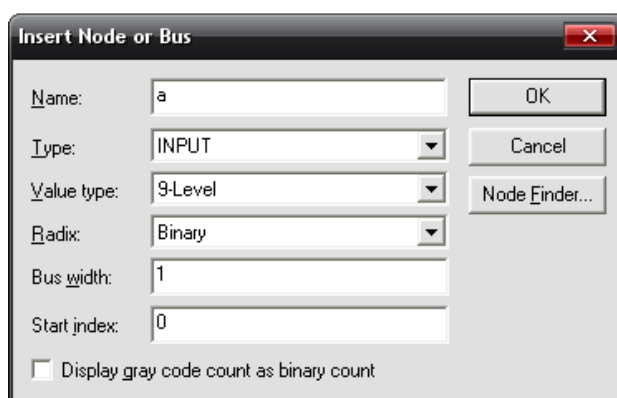 Insert Node or Bus
Name: a
OK
Type: INPUT
Cancel
Value type: 9-Level
Node Finder...
Radix: Binary
Bus width: 1
Start index: 0
Display gray code count as binary count